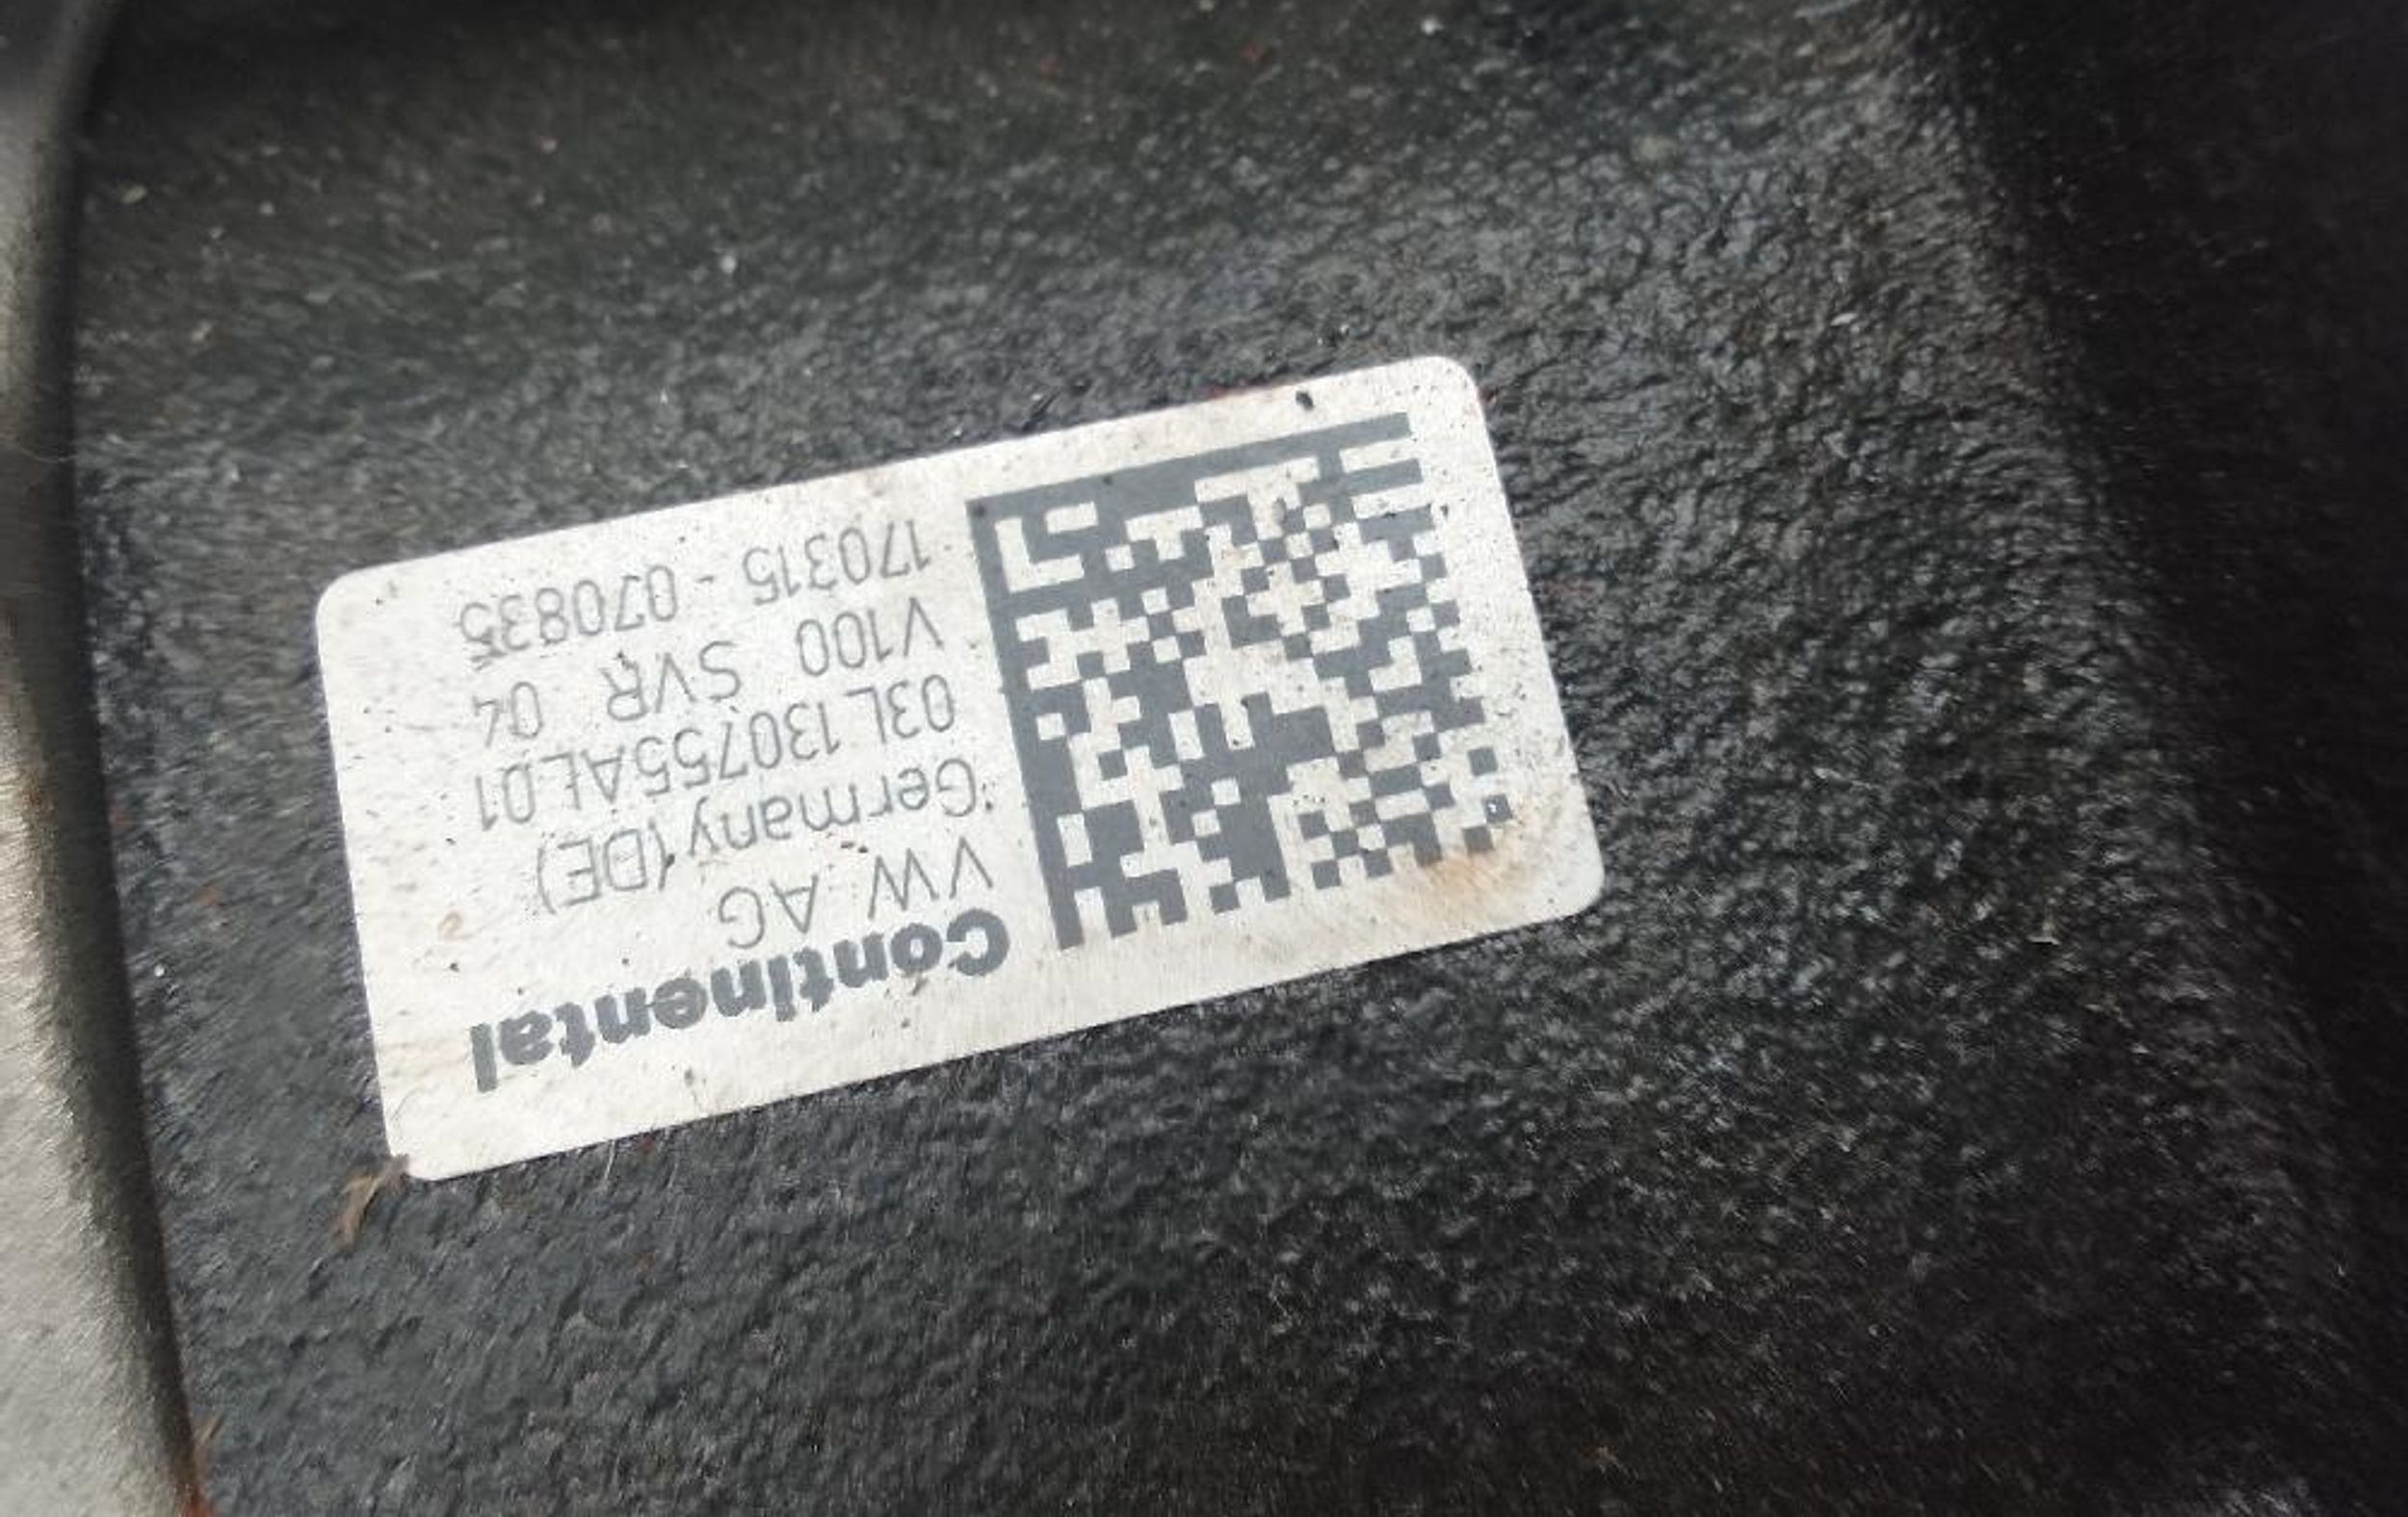 Continental
VW AG
Germany (DE)
03L130755AL01
V100 SVR 04
170315 - 070835